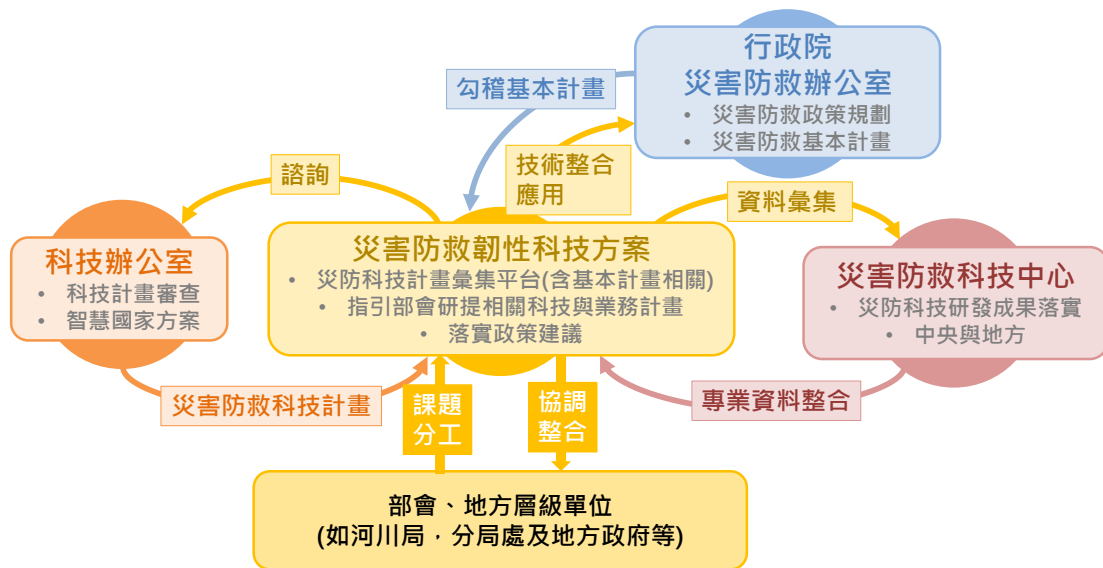 行政院
災害防救辦公室
• 災害防救政策規劃
• 災害防救基本計畫
勾稽基本計畫
技術整合
應用
諮詢
資料彙集
科技辦公室
• 科技計畫審查
• 智慧國家方案
災害防救韌性科技方案
• 災防科技計畫彙集平台(含基本計畫相關)
• 指引部會研提相關科技與業務計畫
• 落實政策建議
災害防救科技中心
• 災防科技研發成果落實
• 中央與地方
災害防救科技計畫
課題
分工
協調
整合
專業資料整合
部會、地方層級單位
(如河川局，分局處及地方政府等)